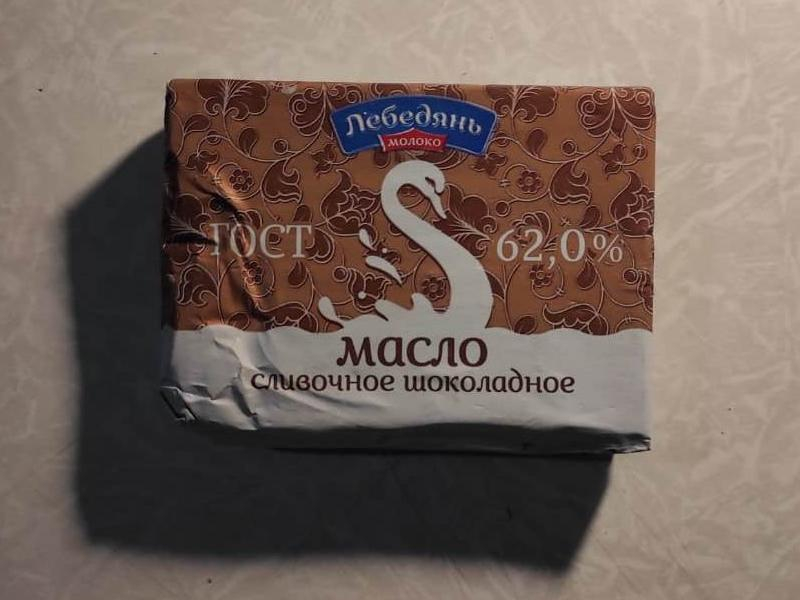 Лебедянь
МОЛОКО
ГОСТ 62,0%
масло
сливочное шоколадное